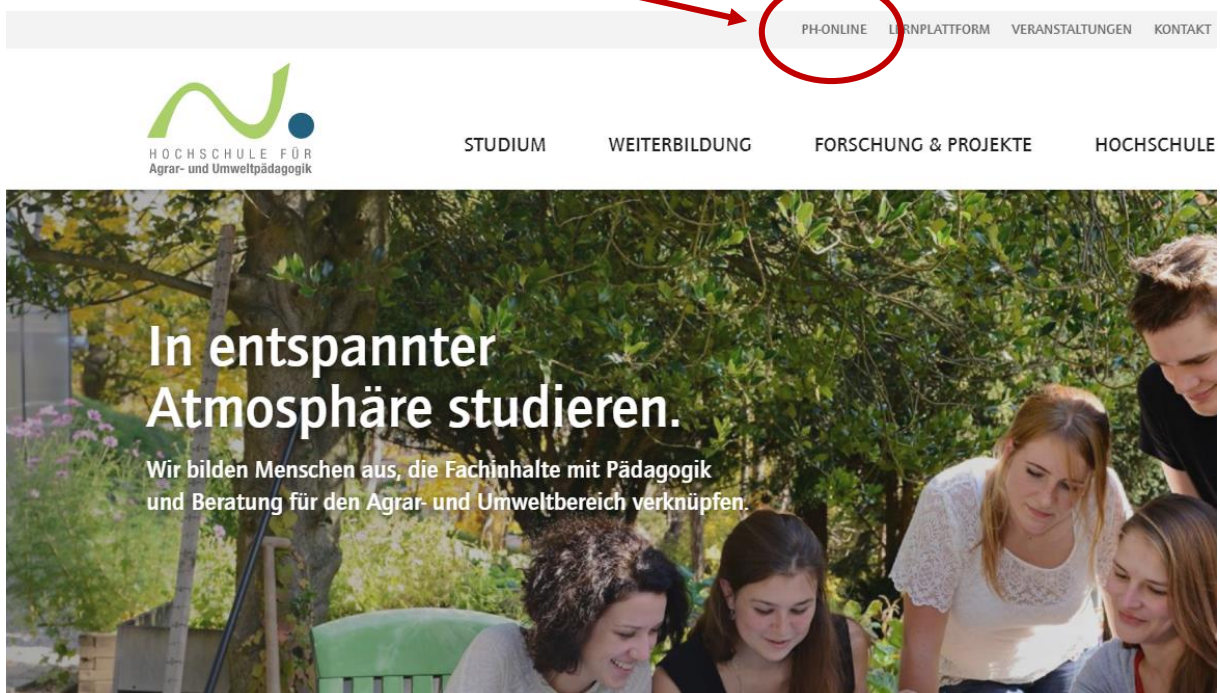 PH-ONLINE LERNPLATTFORM VERANSTALTUNGEN KONTAKT
HOCHSCHULE FÜR
Agrar- und Umweltpädagogik
STUDIUM WEITERBILDUNG FORSCHUNG & PROJEKTE HOCHSCHULE
In entspannter
Atmosphäre studieren.
Wir bilden Menschen aus, die Fachinhalte mit Pädagogik
und Beratung für den Agrar- und Umweltbereich verknüpfen.